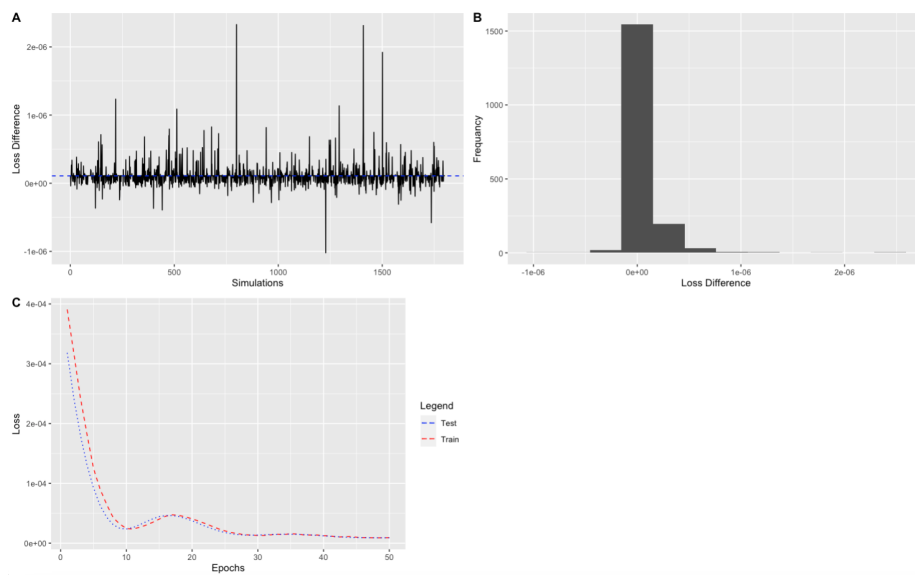 A
2e-06
1e-06
0e+00
-1e-06
Loss Difference
0
500
1000
1500
Simulations
B
1500
1000
500
0
Frequancy
-1e-06
0e+00
1e-06
2e-06
Loss Difference
C
4e-04
3e-04
2e-04
1e-04
0e+00
Loss
0
10
20
30
40
50
Epochs
Legend
Test
Train